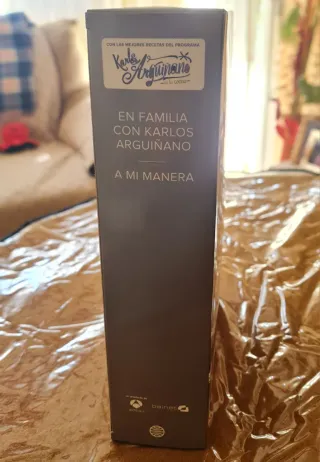 CON LAS MEJORES RECETAS DEL PROGRAMA
Karlos
Arguiñano
EN FAMILIA
CON KARLOS
ARGUIÑANO
A MI MANERA